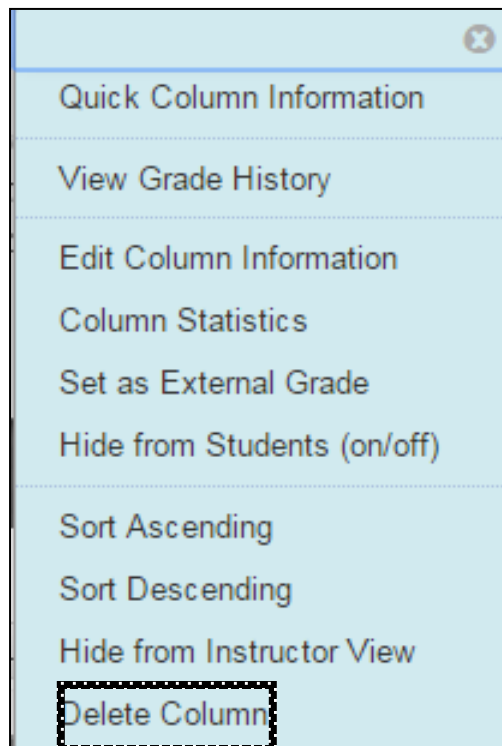 Quick Column Information
View Grade History
Edit Column Information
Column Statistics
Set as External Grade
Hide from Students (on/off)
Sort Ascending
Sort Descending
Hide from Instructor View
Delete Column